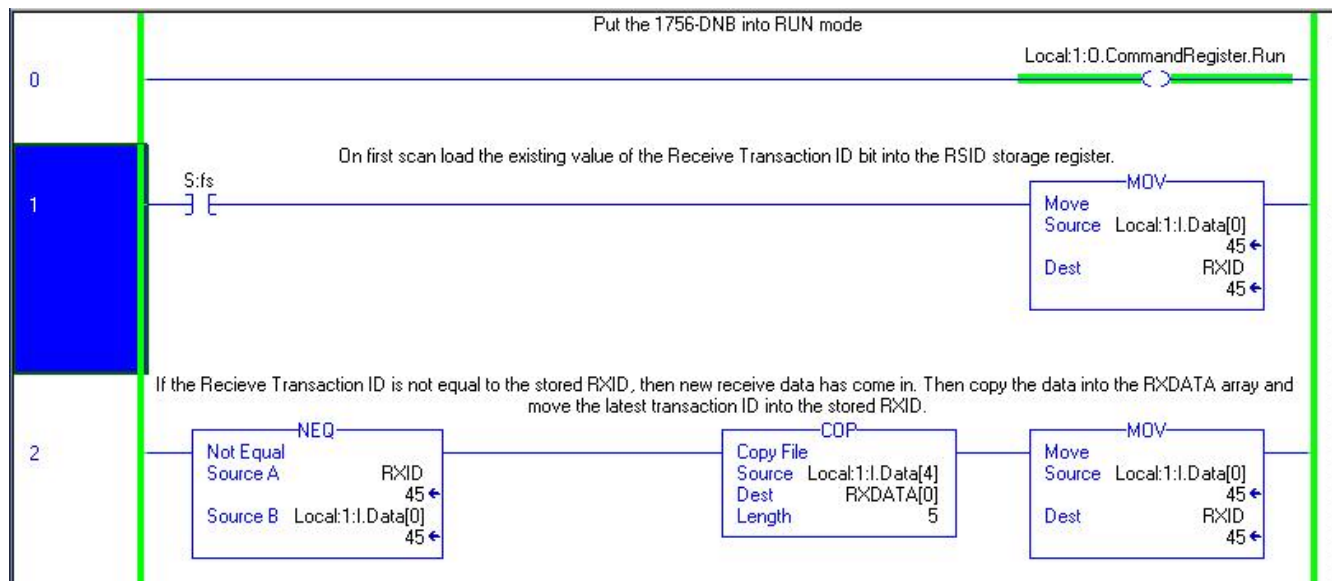 Put the 1756-DNB into RUN mode
Local:1:O.CommandRegister.Run
0
On first scan load the existing value of the Receive Transaction ID bit into the RSID storage register.
S:fs
MOV
1
Move
Source Local:1:I.Data[0]
45
Dest RXID
45
If the Recieve Transaction ID is not equal to the stored RXID, then new receive data has come in. Then copy the data into the RXDATA array and
move the latest transaction ID into the stored RXID.
2
NEQ
Not Equal
Source A RXID
45
Source B Local:1:I.Data[0]
45
COP
Copy File
Source Local:1:I.Data[4]
Dest RXDATA[0]
Length 5
MOV
Move
Source Local:1:I.Data[0]
45
Dest RXID
45